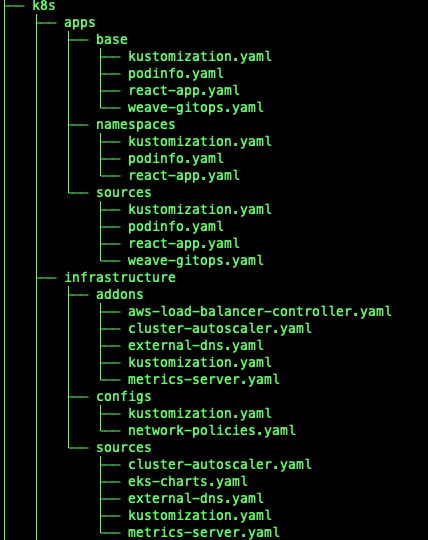 k8s
apps
base
kustomization.yaml
podinfo.yaml
react-app.yaml
weave-gitops.yaml
namespaces
kustomization.yaml
podinfo.yaml
react-app.yaml
sources
kustomization.yaml
podinfo.yaml
react-app.yaml
weave-gitops.yaml
infrastructure
addons
aws-load-balancer-controller.yaml
cluster-autoscaler.yaml
external-dns.yaml
kustomization.yaml
metrics-server.yaml
configs
kustomization.yaml
network-policies.yaml
sources
cluster-autoscaler.yaml
eks-charts.yaml
external-dns.yaml
kustomization.yaml
metrics-server.yaml